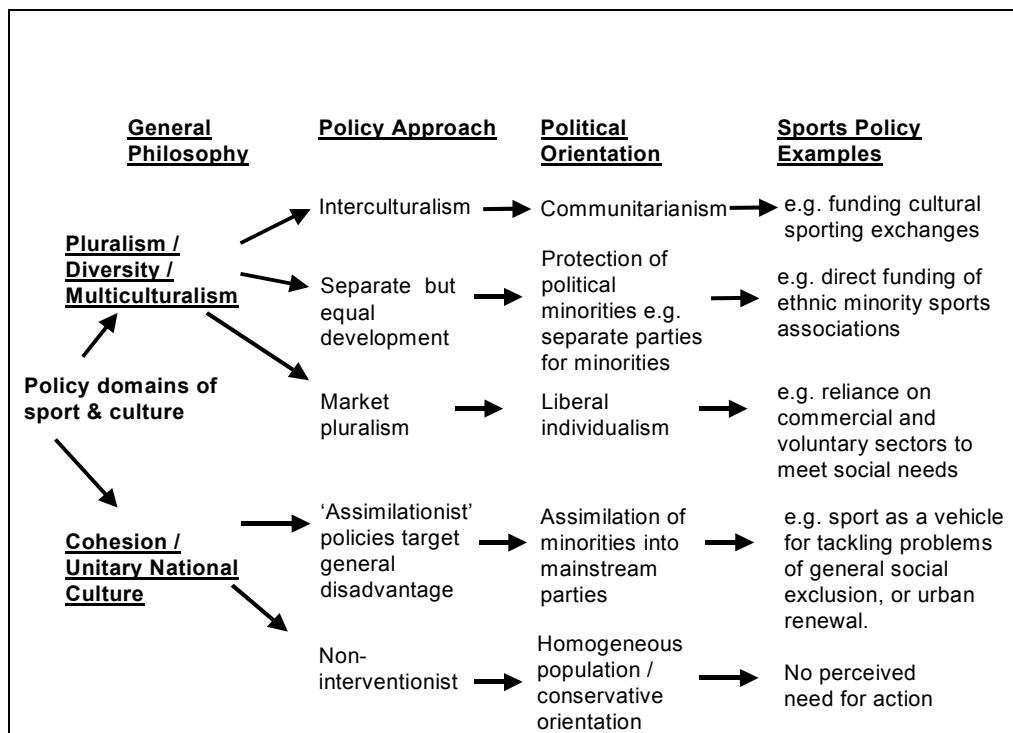 General
Philosophy
Policy Approach
Political
Orientation
Sports Policy
Examples
Pluralism /
Diversity /
Multiculturalism
Interculturalism
Communitarianism
e.g. funding cultural
sporting exchanges
Separate but
equal
development
Protection of
political
minorities e.g.
separate parties
for minorities
e.g. direct funding of
ethnic minority sports
associations
Policy domains of
sport & culture
Market
pluralism
Liberal
individualism
e.g. reliance on
commercial and
voluntary sectors to
meet social needs
Cohesion /
Unitary National
Culture
‘Assimilationist’
policies target
general
disadvantage
Assimilation of
minorities into
mainstream
parties
e.g. sport as a vehicle
for tackling problems
of general social
exclusion, or urban
renewal.
Non-
interventionist
Homogeneous
population /
conservative
orientation
No perceived
need for action